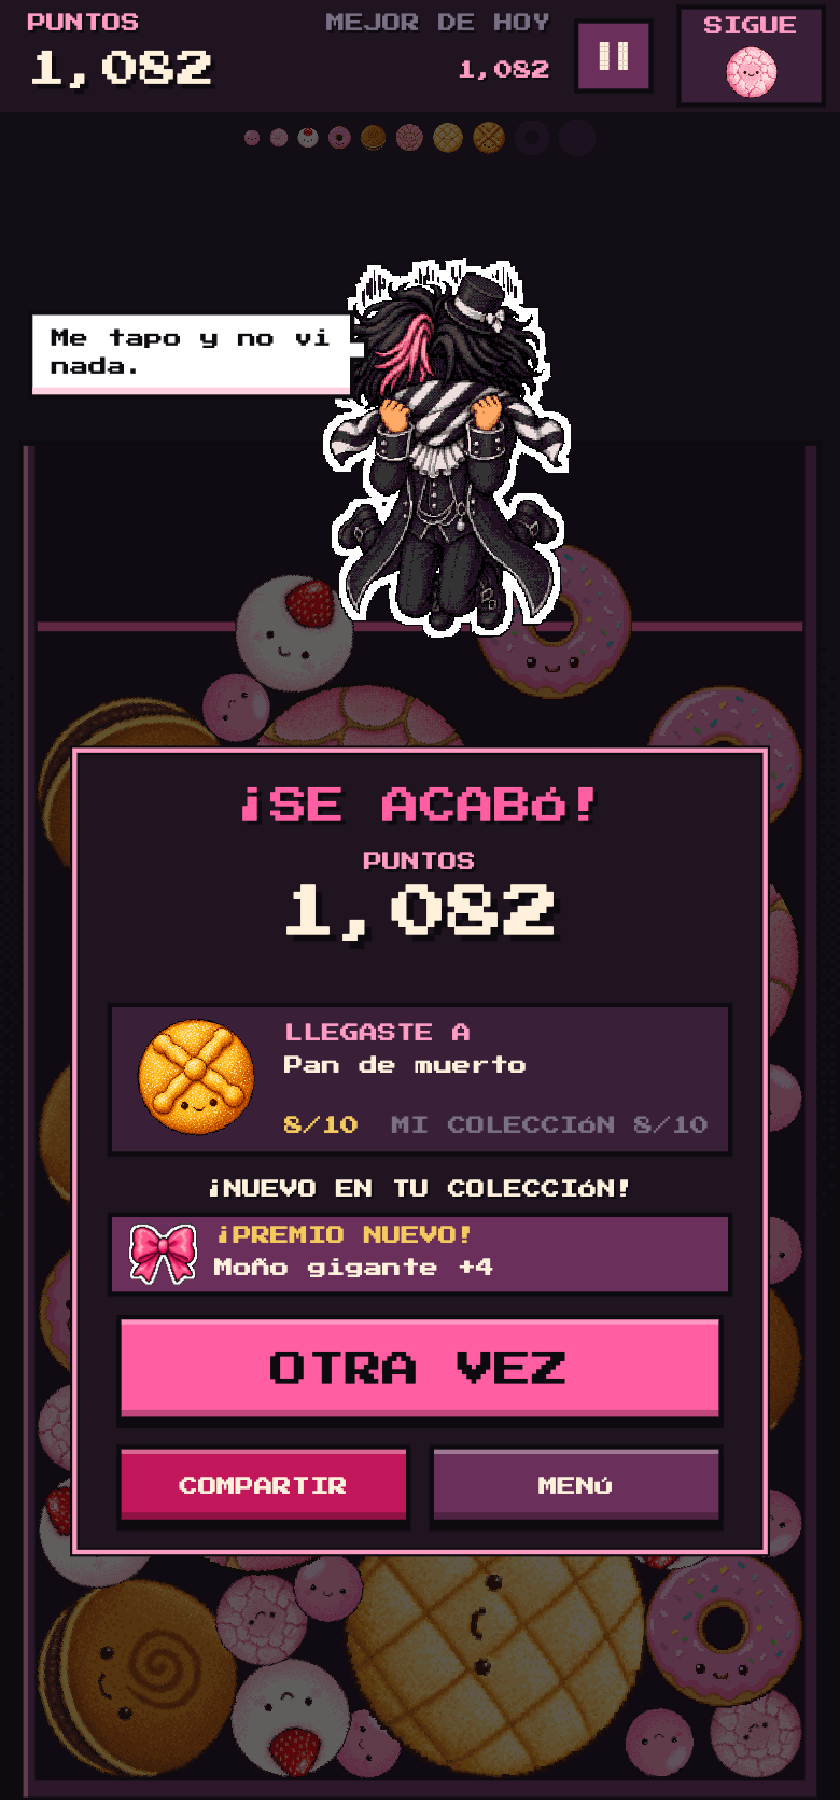 PUNTOS
1,082
MEJOR DE HOY
1,082
SIGUE
Me tapo y no vi
nada.
¡SE ACABó!
PUNTOS
1,082
LLEGASTE A
Pan de muerto
8/10 MI COLECCIóN 8/10
¡NUEVO EN TU COLECCIóN!
¡PREMIO NUEVO!
Moño gigante +4
OTRA VEZ
COMPARTIR
MENú